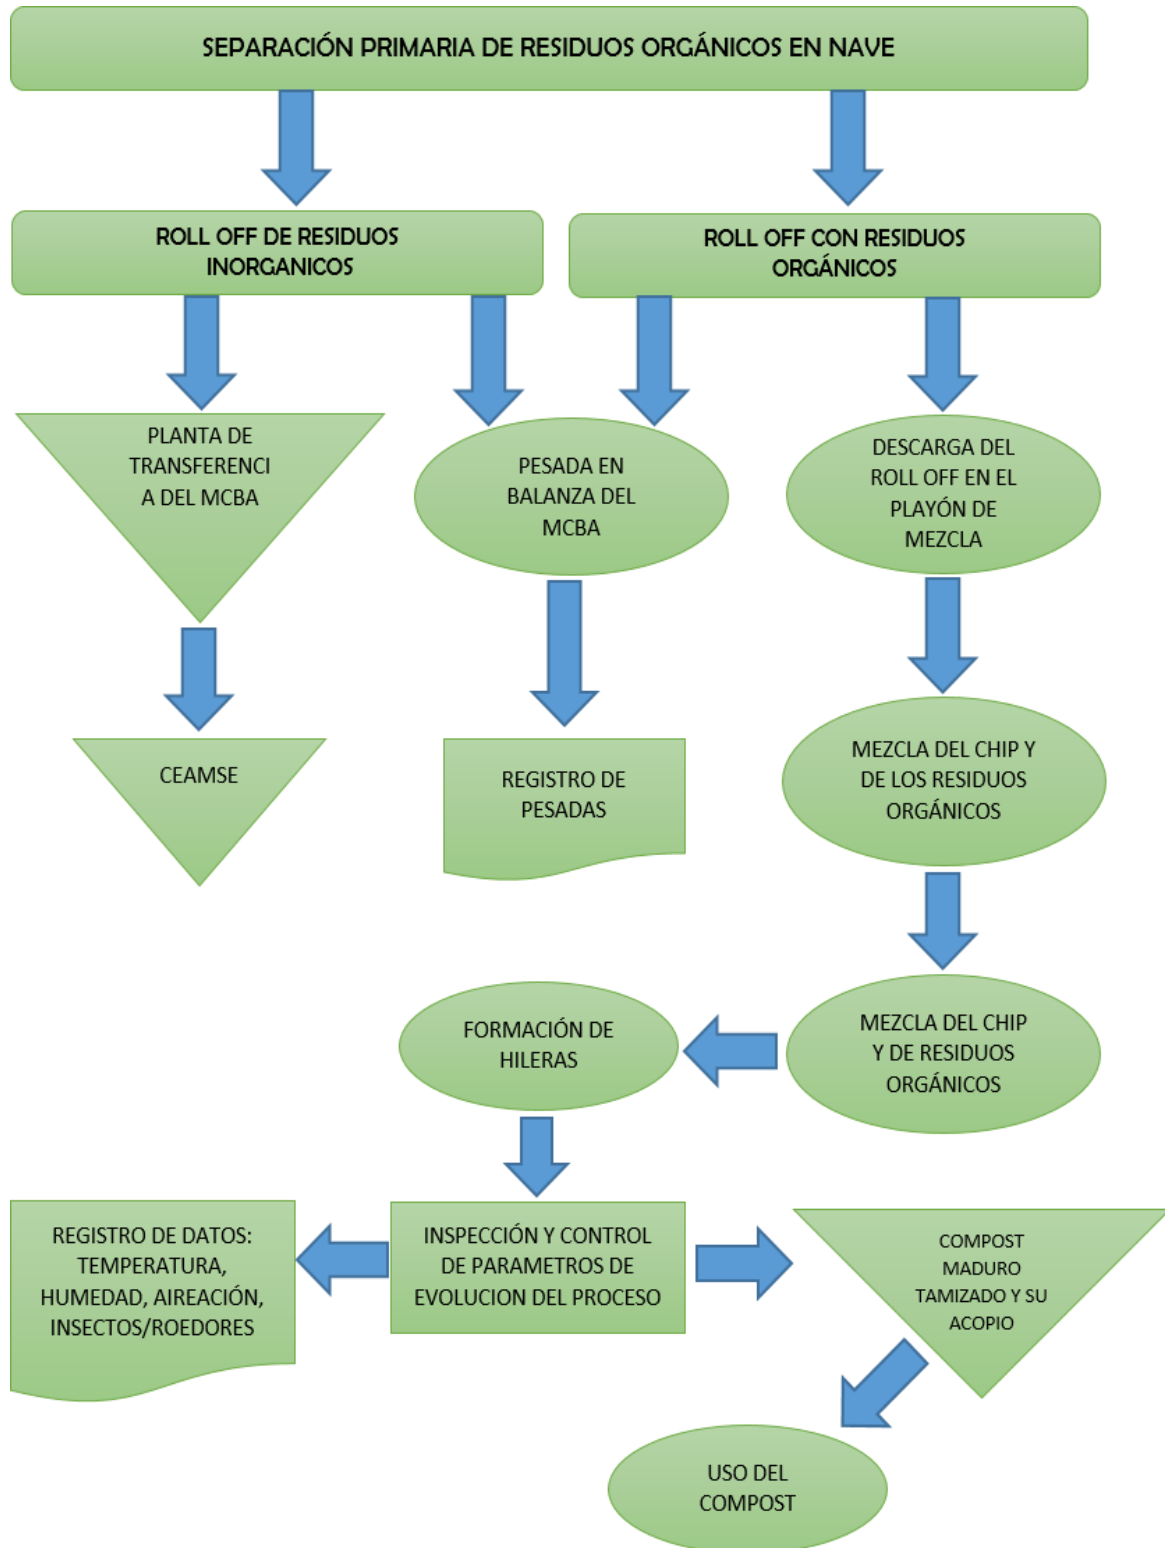 SEPARACIÓN PRIMARIA DE RESIDUOS ORGÁNICOS EN NAVE
ROLL OFF DE RESIDUOS
INORGANICOS
ROLL OFF CON RESIDUOS
ORGÁNICOS
PLANTA DE
TRANSFERENCI
A DEL MCBA
PESADA EN
BALANZA DEL
MCBA
DESCARGA DEL
ROLL OFF EN EL
PLAYÓN DE
MEZCLA
CEAMSE
REGISTRO DE
PESADAS
MEZCLA DEL CHIP Y
DE LOS RESIDUOS
ORGÁNICOS
FORMACIÓN DE
HILERAS
MEZCLA DEL CHIP
Y DE RESIDUOS
ORGÁNICOS
REGISTRO DE DATOS:
TEMPERATURA,
HUMEDAD, AIREACIÓN,
INSECTOS/ROEDORES
INSPECCIÓN Y CONTROL
DE PARAMETROS DE
EVOLUCION DEL PROCESO
COMPOST
MADURO
TAMIZADO Y SU
ACOPIO
USO DEL
COMPOST